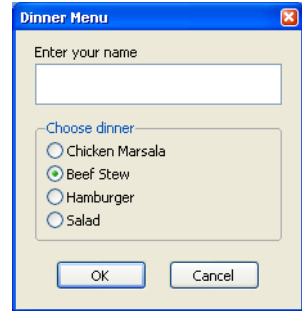 Dinner Menu
Enter your name
Choose dinner
Chicken Marsala
Beef Stew
Hamburger
Salad
OK Cancel